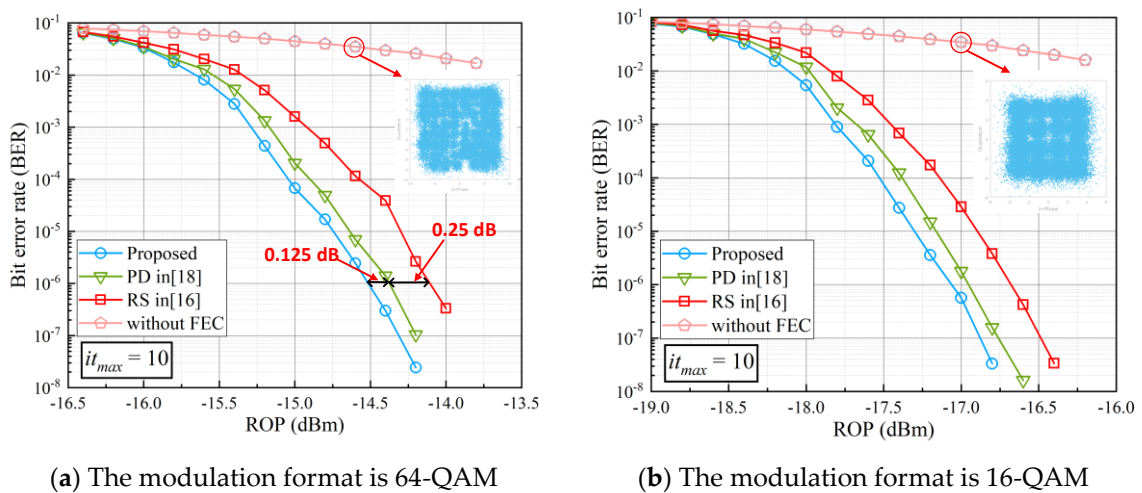 10⁻¹
10⁻²
10⁻³
10⁻⁴
10⁻⁵
10⁻⁶
10⁻⁷
10⁻⁸
Bit error rate (BER)
0.25 dB
0.125 dB
Proposed
PD in[18]
RS in[16]
without FEC
it_max = 10
-16.5 -16.0 -15.5 -15.0 -14.5 -14.0 -13.5
ROP (dBm)
(a) The modulation format is 64-QAM
10⁻¹
10⁻²
10⁻³
10⁻⁴
10⁻⁵
10⁻⁶
10⁻⁷
10⁻⁸
Bit error rate (BER)
In-Phase
Proposed
PD in[18]
RS in[16]
without FEC
it_max = 10
-19.0 -18.5 -18.0 -17.5 -17.0 -16.5 -16.0
ROP (dBm)
(b) The modulation format is 16-QAM